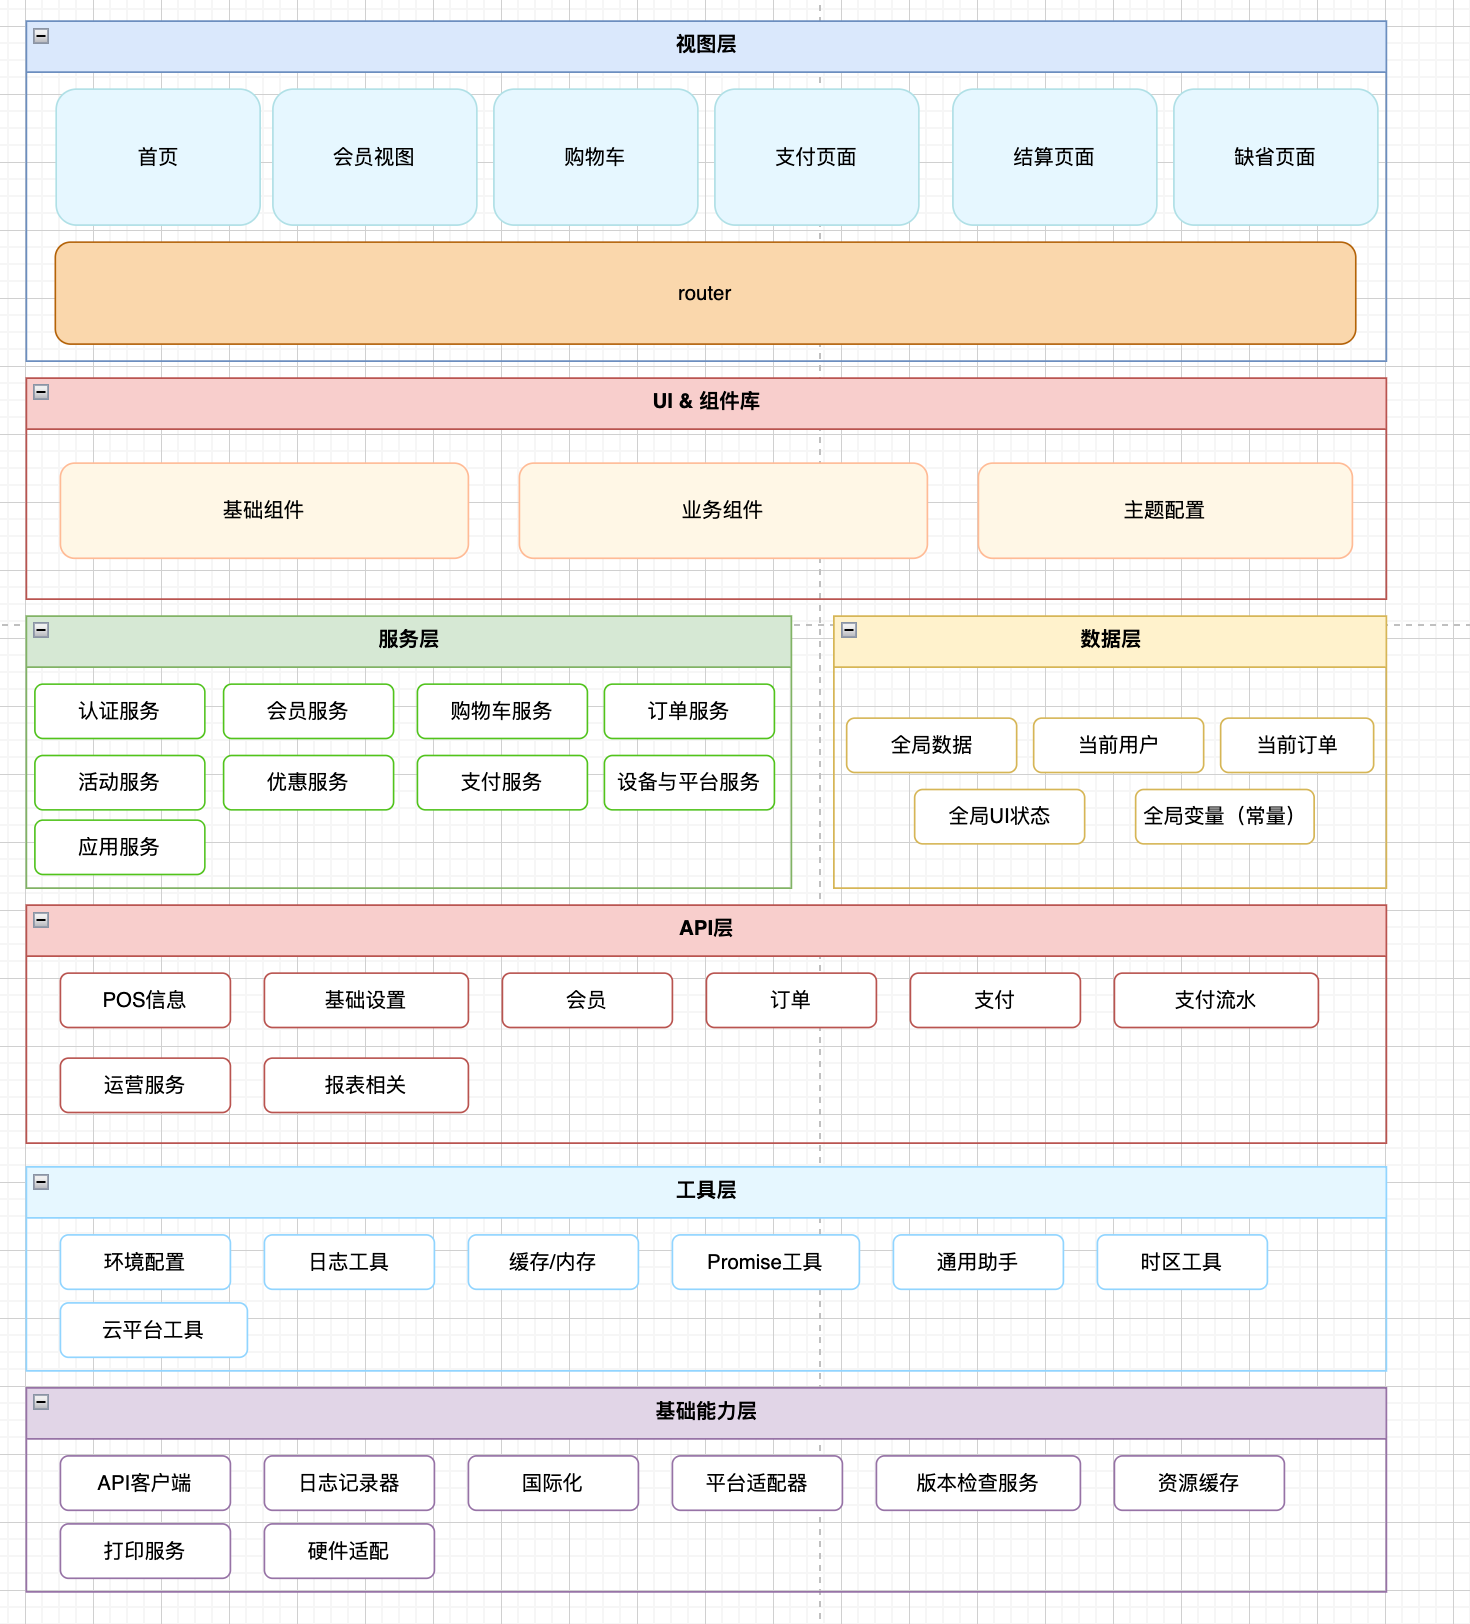 视图层
首页
会员视图
购物车
支付页面
结算页面
缺省页面
router
UI & 组件库
基础组件
业务组件
主题配置
服务层
认证服务
会员服务
购物车服务
订单服务
活动服务
优惠服务
支付服务
设备与平台服务
应用服务
数据层
全局数据
当前用户
当前订单
全局UI状态
全局变量（常量）
API层
POS信息
基础设置
会员
订单
支付
支付流水
运营服务
报表相关
工具层
环境配置
日志工具
缓存/内存
Promise工具
通用助手
时区工具
云平台工具
基础能力层
API客户端
日志记录器
国际化
平台适配器
版本检查服务
资源缓存
打印服务
硬件适配